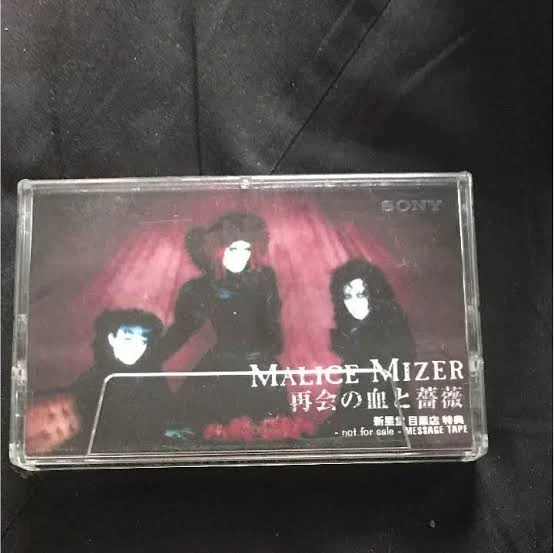 SONY
MALICE MIZER
再会の血と薔薇
新星堂 目黒店 特典
- not for sale - MESSAGE TAPE